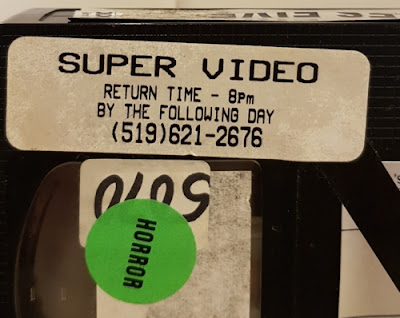 SUPER VIDEO
RETURN TIME - 8Pm
BY THE FOLLOWING DAY
(519)621-2676
5010
HORROR